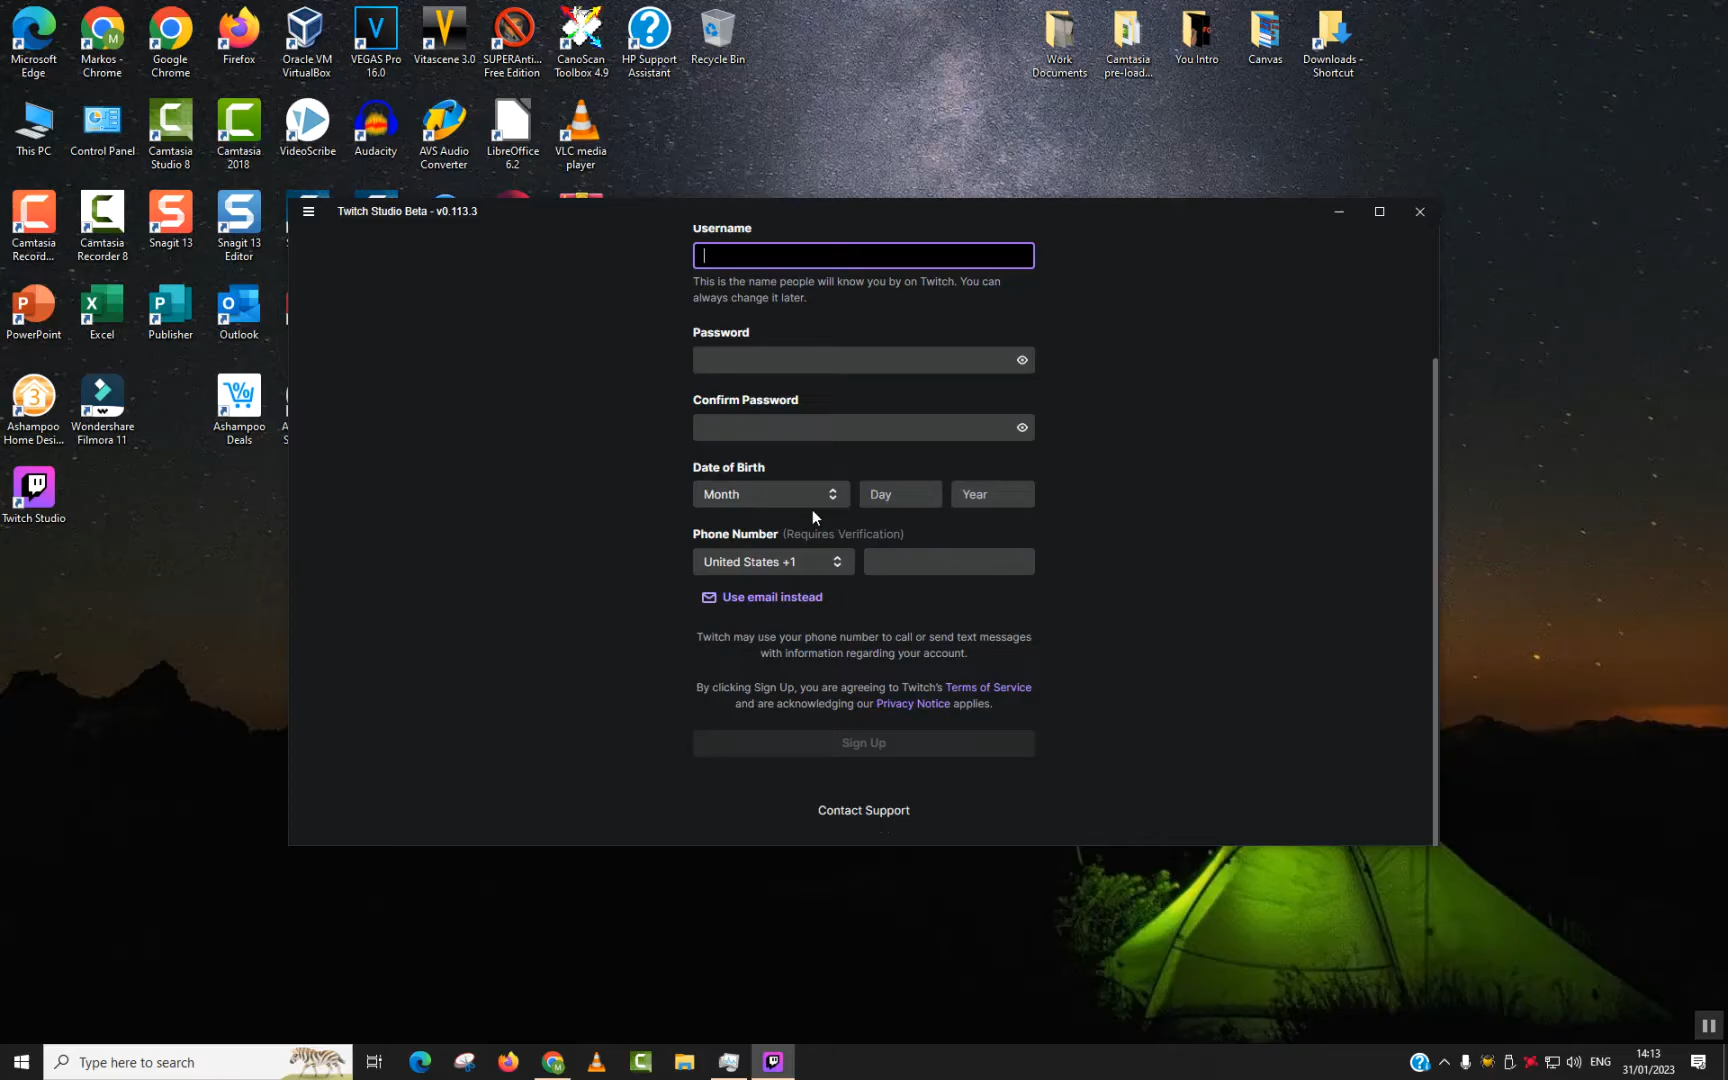 Microsoft Edge
Markos - Chrome
Google Chrome
Firefox
Oracle VM VirtualBox
VEGAS Pro 16.0
Vitascene 3.0
SUPERAnti... Free Edition
CanoScan Toolbox 4.9
HP Support Assistant
Recycle Bin
Work Documents
Camtasia pre-load...
You Intro
Canvas
Downloads - Shortcut
This PC
Control Panel
Camtasia Studio 8
Camtasia 2018
VideoScribe
Audacity
AVS Audio Converter
LibreOffice 6.2
VLC media player
Camtasia Record...
Camtasia Recorder 8
Snagit 13
Snagit 13 Editor
PowerPoint
Excel
Publisher
Outlook
Ashampoo Home Desi...
Wondershare Filmora 11
Ashampoo Deals
Twitch Studio
Twitch Studio Beta - v0.113.3
Username
This is the name people will know you by on Twitch. You can
always change it later.
Password
Confirm Password
Date of Birth
Month
Day
Year
Phone Number (Requires Verification)
United States +1
Use email instead
Twitch may use your phone number to call or send text messages
with information regarding your account.
By clicking Sign Up, you are agreeing to Twitch's Terms of Service
and are acknowledging our Privacy Notice applies.
Sign Up
Contact Support
Type here to search
ENG
14:13
31/01/2023